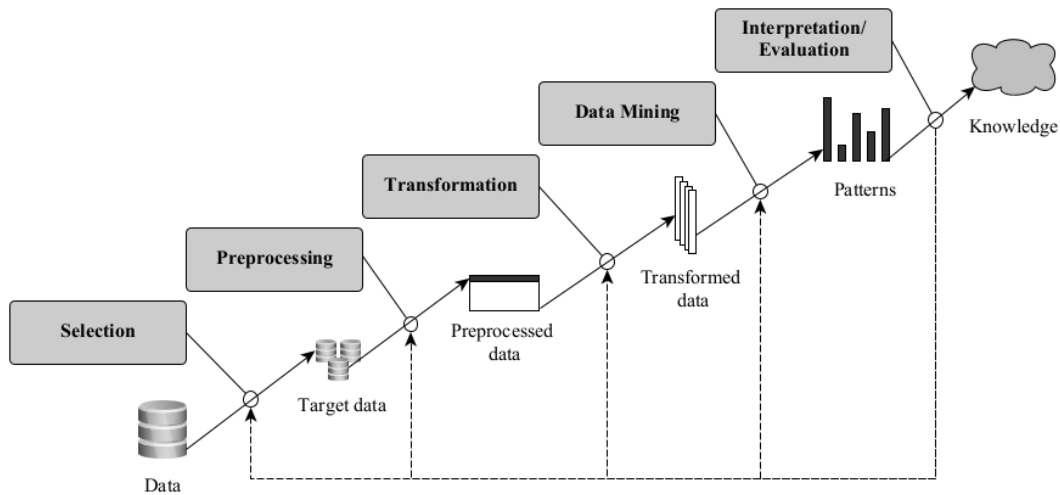 Interpretation/
Evaluation
Data Mining
Knowledge
Transformation
Patterns
Preprocessing
Transformed
data
Selection
Preprocessed
data
Target data
Data